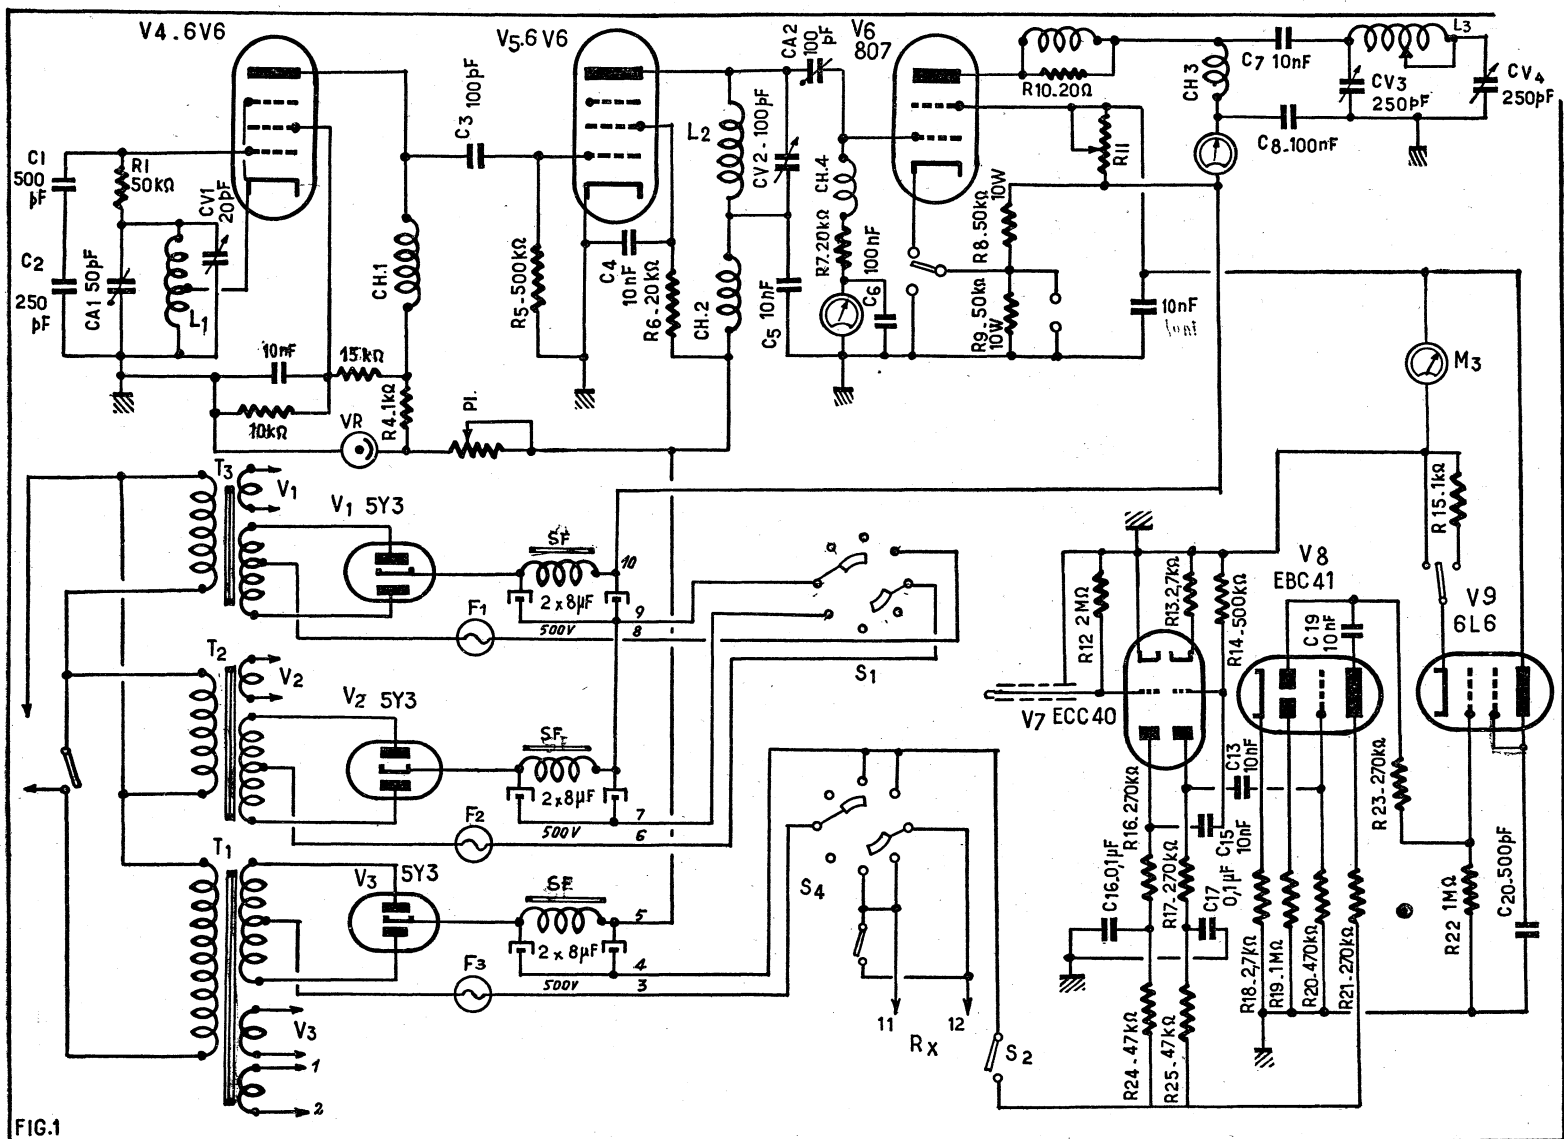 V4.6V6
V5.6V6
V6
807
CA2
100
pF
R10-20Ω
C7 10nF
L3
CH3
CV3
250pF
CV4
250pF
C8-100nF
R11
C1
500
pF
R1
50kΩ
CV1
20pF
C2
250
pF
CA1 50pF
L1
C3 100pF
CH.1
R5-500kΩ
C4
10nF
R6-20kΩ
L2
CV2-100pF
CH.2
C5 10nF
CH.4
R7.20kΩ
100nF
C6
R8.50kΩ
10W
R9-50kΩ
10W
10nF
M3
10nF
15kΩ
10kΩ
VR
R4.1kΩ
P1.
T3
V1
V1 5Y3
SF
10
2x8µF
500V
F1
9
8
S1
T2
V2
V2 5Y3
SF
2x8µF
500V
F2
7
6
T1
V3 5Y3
SF
5
2x8µF
500V
F3
4
3
V3
1
2
S4
11
12
Rx
S2
R12 2MΩ
R13.2,7kΩ
R14-500kΩ
V7 ECC40
V8
EBC41
C19
10nF
R15.1kΩ
V9
6L6
R16.270kΩ
C13
10nF
C15
10nF
R23-270kΩ
C16.0,1µF
R17-270kΩ
C17
0,1µF
R18-2,7kΩ
R19.1MΩ
R20-470kΩ
R21-270kΩ
R22 1MΩ
C20.500pF
R24-47kΩ
R25-47kΩ
FIG.1